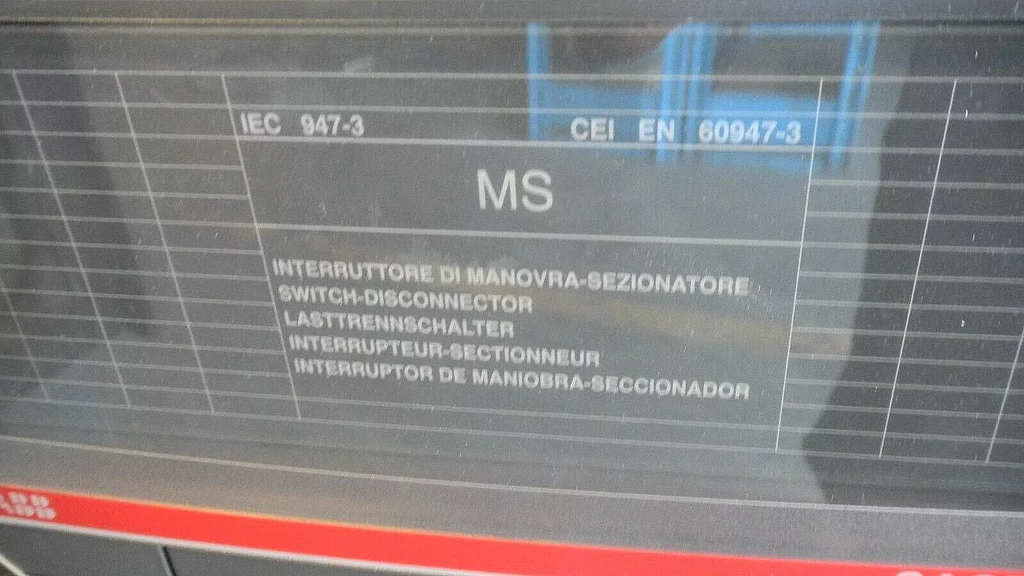 IEC 947-3 CEI EN 60947-3
MS
INTERRUTTORE DI MANOVRA-SEZIONATORE
SWITCH-DISCONNECTOR
LASTTRENNSCHALTER
INTERRUPTEUR-SECTIONNEUR
INTERRUPTOR DE MANIOBRA-SECCIONADOR
ABB